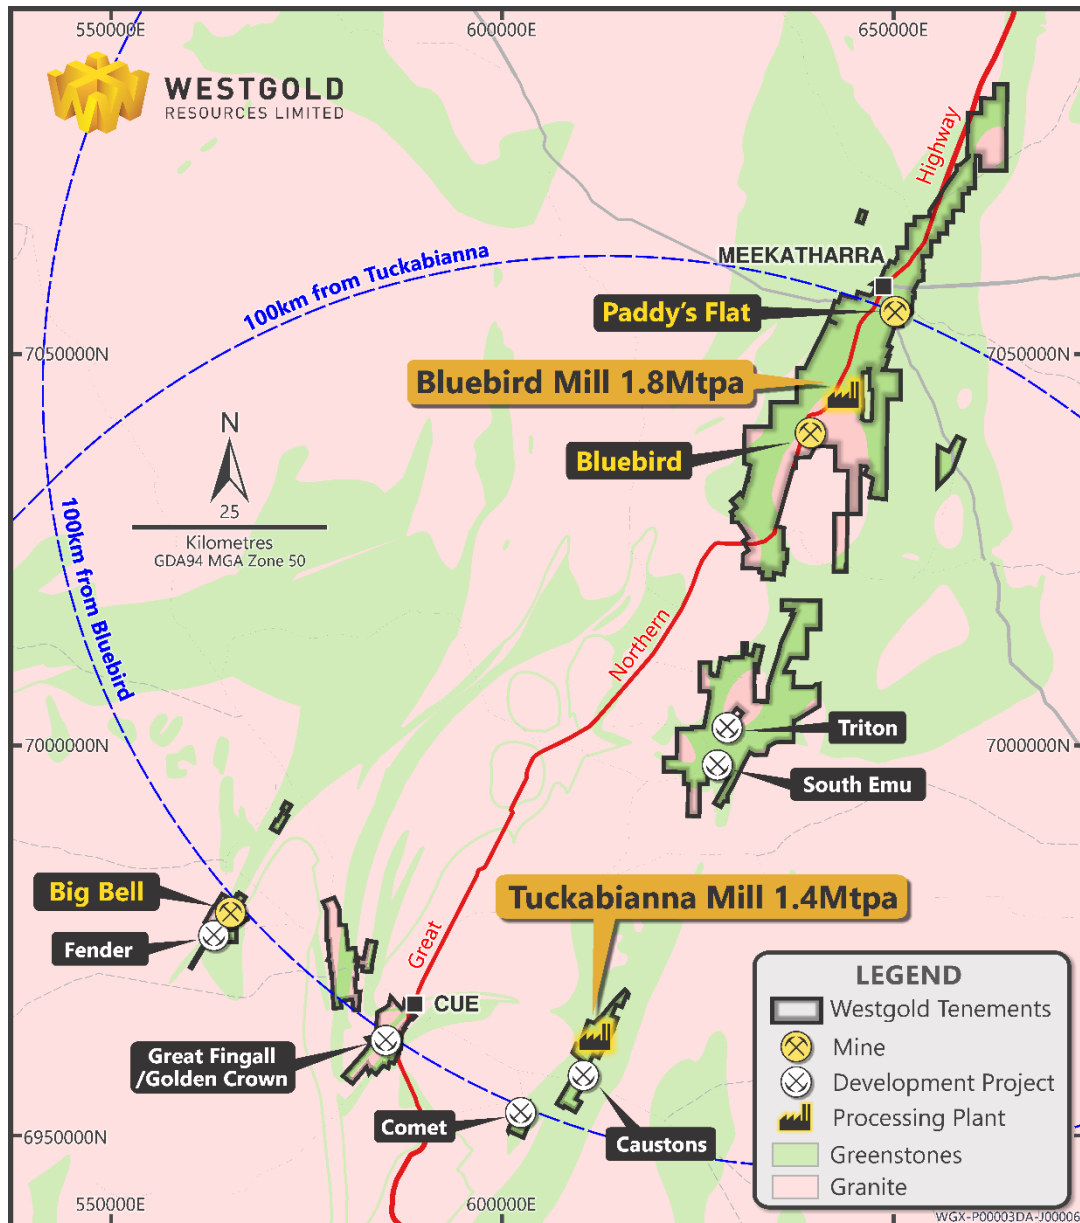 550000E
600000E
650000E
WESTGOLD
RESOURCES LIMITED
Highway
MEEKATHARRA
100km from Tuckabianna
Paddy's Flat
7050000N
7050000N
Bluebird Mill 1.8Mtpa
N
Bluebird
25
Kilometres
GDA94 MGA Zone 50
100km from Bluebird
Northern
Triton
7000000N
7000000N
South Emu
Big Bell
Tuckabianna Mill 1.4Mtpa
Fender
Great
CUE
Great Fingall
/Golden Crown
Comet
Caustons
6950000N
LEGEND
Westgold Tenements
Mine
Development Project
Processing Plant
Greenstones
Granite
550000E
600000E
WGX-P00003DA-J00006